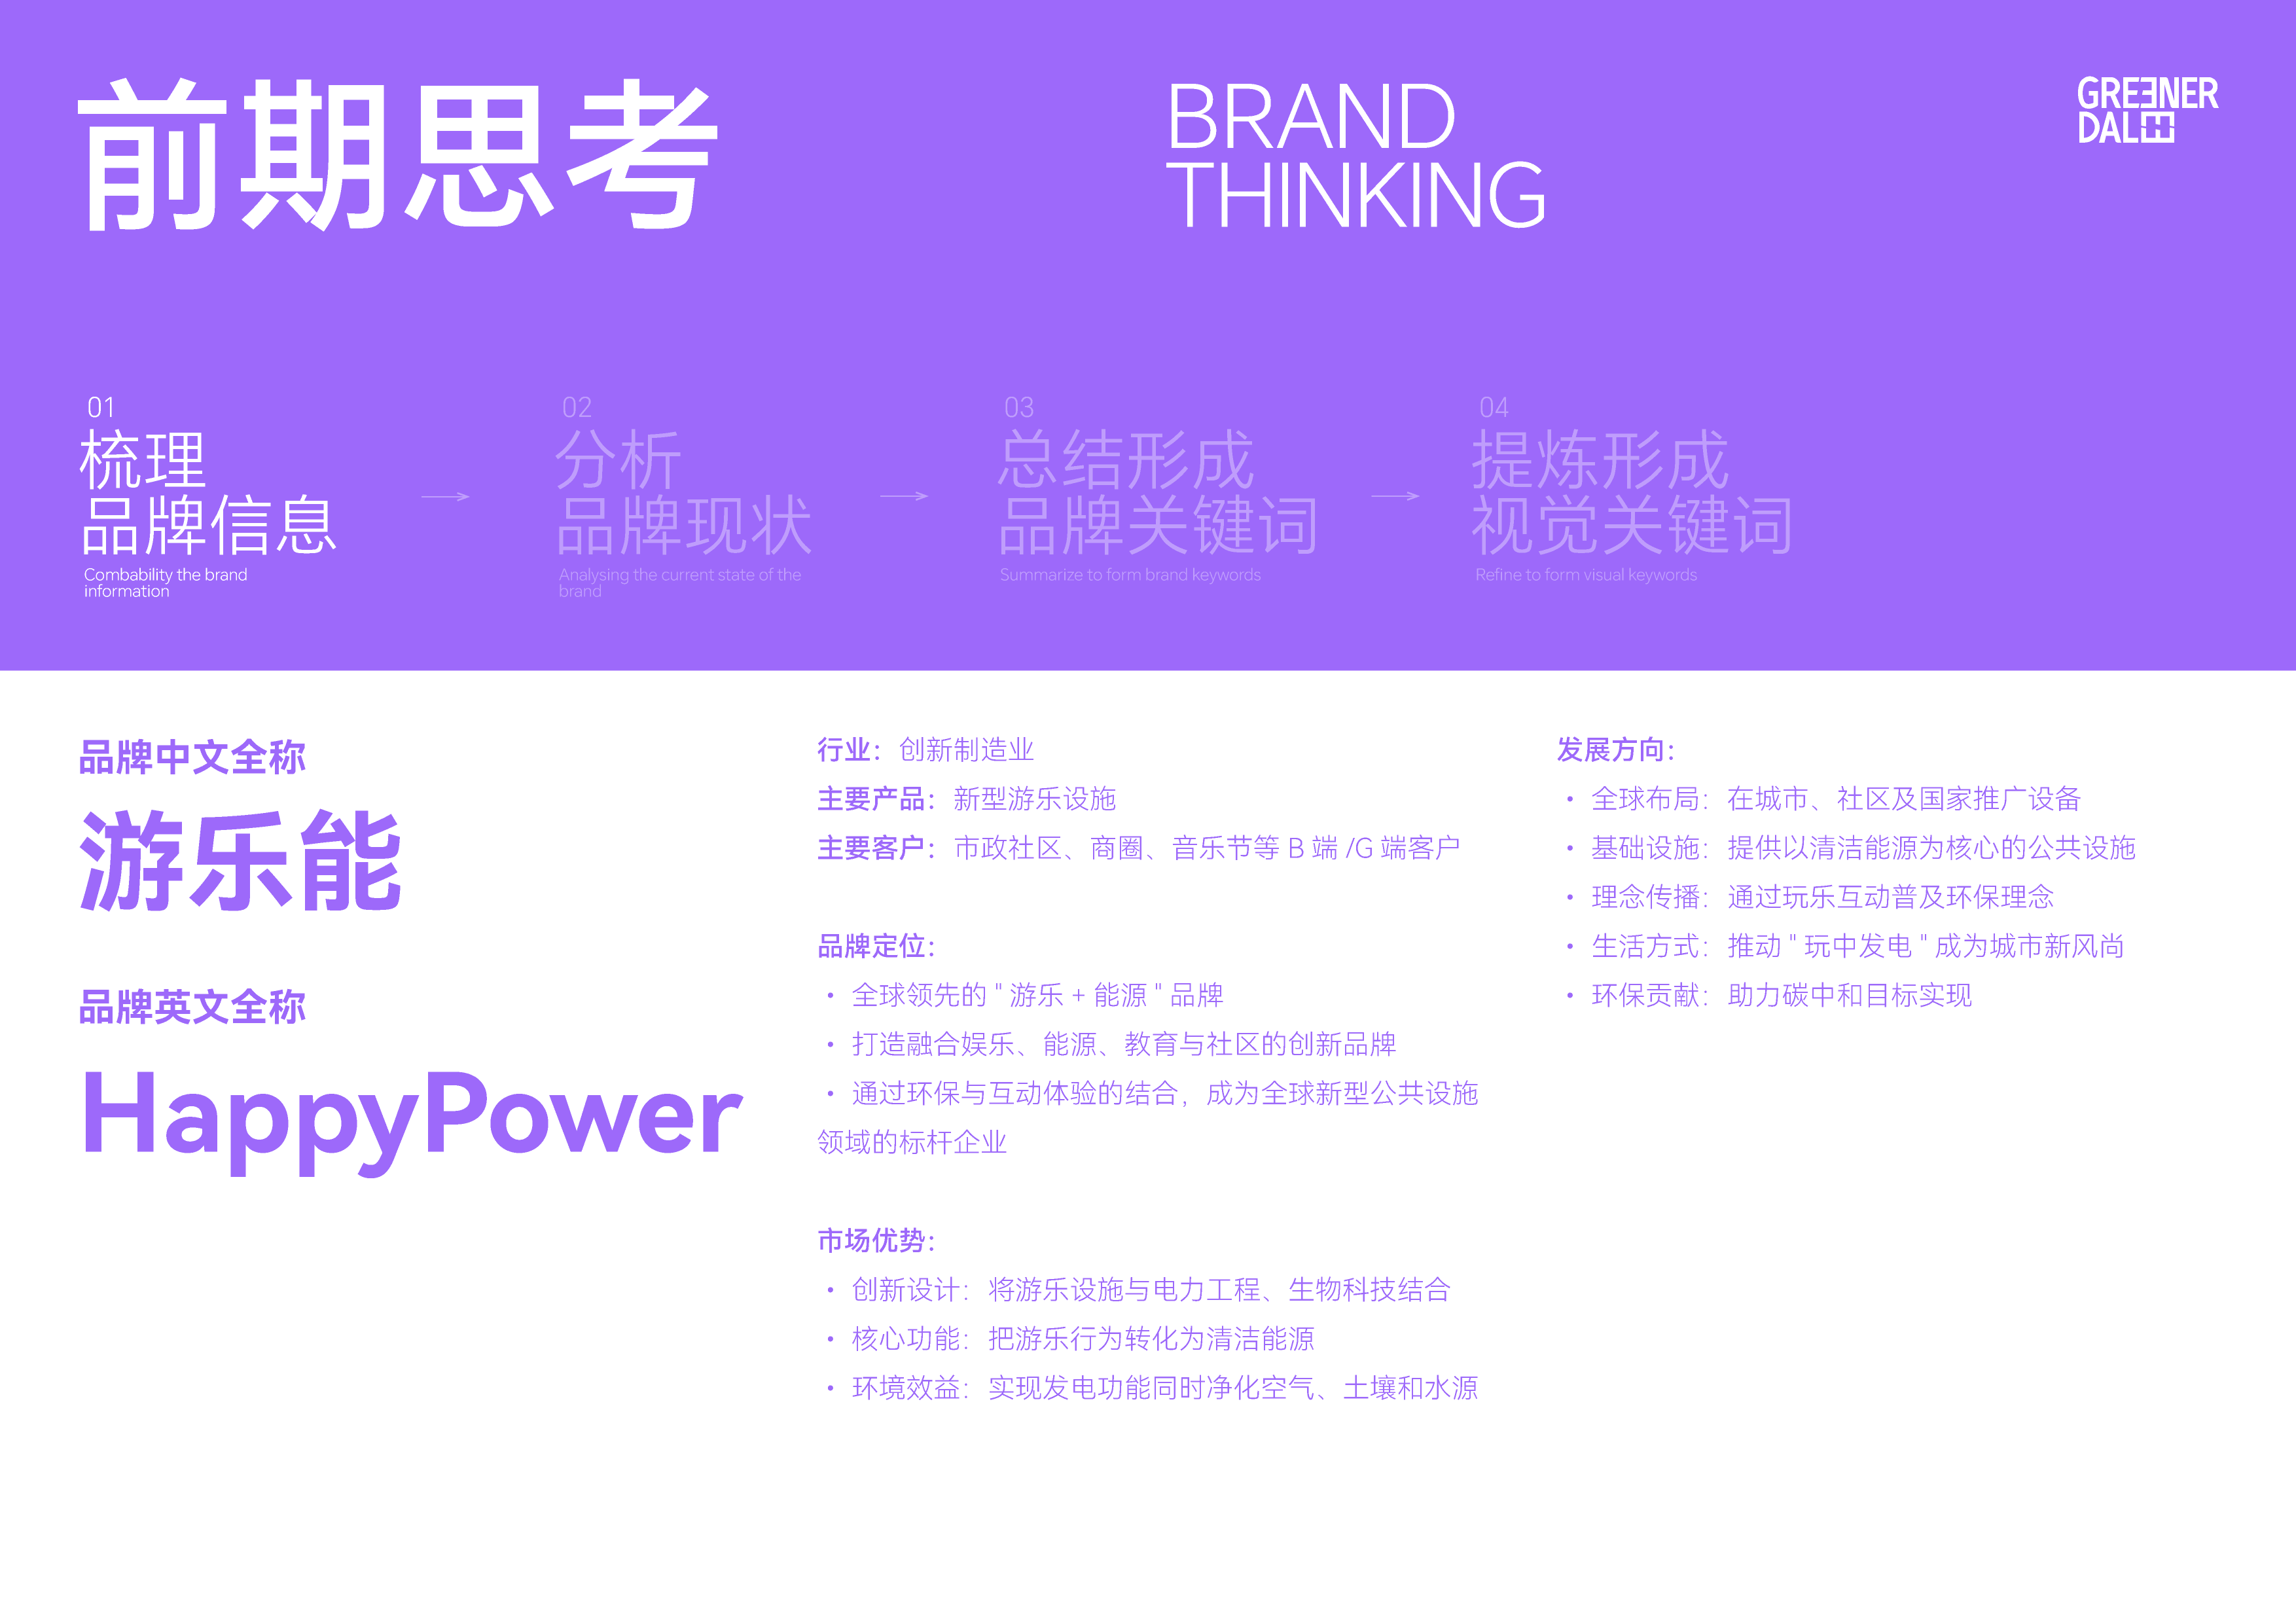 前期思考
BRAND
THINKING
GREENER
DALE
01
梳理
品牌信息
Combability the brand
information
02
分析
品牌现状
Analysing the current state of the
brand
03
总结形成
品牌关键词
Summarize to form brand keywords
04
提炼形成
视觉关键词
Refine to form visual keywords
品牌中文全称
游乐能
品牌英文全称
HappyPower
行业：创新制造业
主要产品：新型游乐设施
主要客户：市政社区、商圈、音乐节等 B 端 /G 端客户
品牌定位：
• 全球领先的 " 游乐 + 能源 " 品牌
• 打造融合娱乐、能源、教育与社区的创新品牌
• 通过环保与互动体验的结合，成为全球新型公共设施
领域的标杆企业
市场优势：
• 创新设计：将游乐设施与电力工程、生物科技结合
• 核心功能：把游乐行为转化为清洁能源
• 环境效益：实现发电功能同时净化空气、土壤和水源
发展方向：
• 全球布局：在城市、社区及国家推广设备
• 基础设施：提供以清洁能源为核心的公共设施
• 理念传播：通过玩乐互动普及环保理念
• 生活方式：推动 " 玩中发电 " 成为城市新风尚
• 环保贡献：助力碳中和目标实现